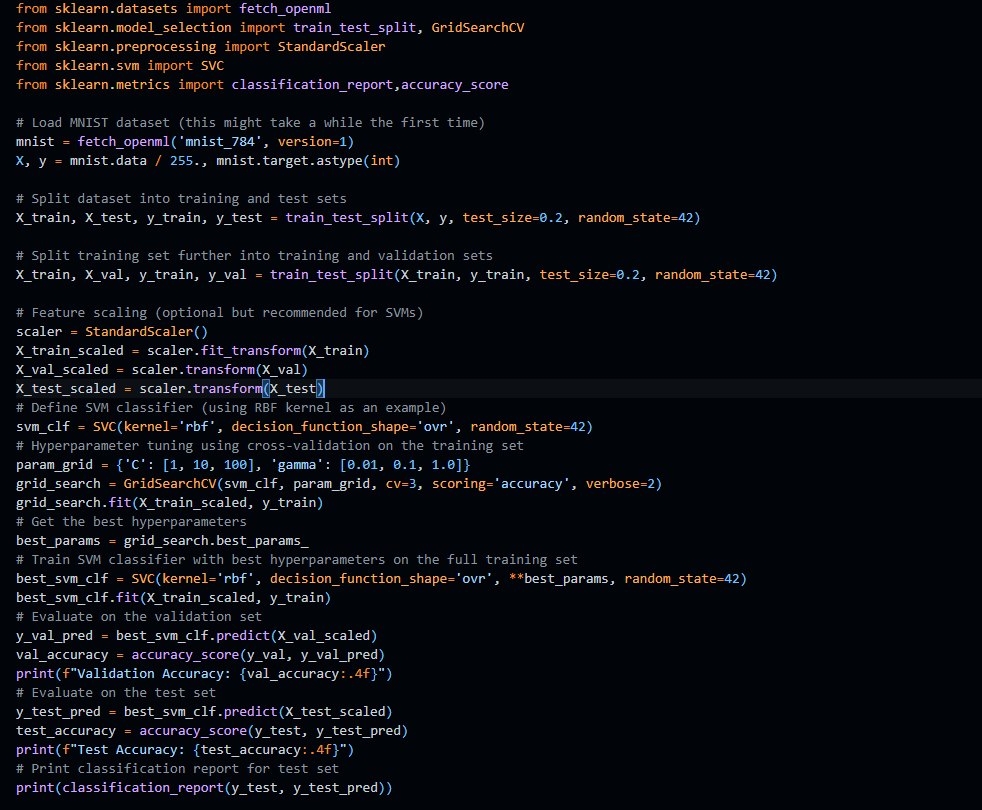 from sklearn.datasets import fetch_openml
from sklearn.model_selection import train_test_split, GridSearchCV
from sklearn.preprocessing import StandardScaler
from sklearn.svm import SVC
from sklearn.metrics import classification_report,accuracy_score

# Load MNIST dataset (this might take a while the first time)
mnist = fetch_openml('mnist_784', version=1)
X, y = mnist.data / 255., mnist.target.astype(int)

# Split dataset into training and test sets
X_train, X_test, y_train, y_test = train_test_split(X, y, test_size=0.2, random_state=42)

# Split training set further into training and validation sets
X_train, X_val, y_train, y_val = train_test_split(X_train, y_train, test_size=0.2, random_state=42)

# Feature scaling (optional but recommended for SVMs)
scaler = StandardScaler()
X_train_scaled = scaler.fit_transform(X_train)
X_val_scaled = scaler.transform(X_val)
X_test_scaled = scaler.transform(X_test)
# Define SVM classifier (using RBF kernel as an example)
svm_clf = SVC(kernel='rbf', decision_function_shape='ovr', random_state=42)
# Hyperparameter tuning using cross-validation on the training set
param_grid = {'C': [1, 10, 100], 'gamma': [0.01, 0.1, 1.0]}
grid_search = GridSearchCV(svm_clf, param_grid, cv=3, scoring='accuracy', verbose=2)
grid_search.fit(X_train_scaled, y_train)
# Get the best hyperparameters
best_params = grid_search.best_params_
# Train SVM classifier with best hyperparameters on the full training set
best_svm_clf = SVC(kernel='rbf', decision_function_shape='ovr', **best_params, random_state=42)
best_svm_clf.fit(X_train_scaled, y_train)
# Evaluate on the validation set
y_val_pred = best_svm_clf.predict(X_val_scaled)
val_accuracy = accuracy_score(y_val, y_val_pred)
print(f"Validation Accuracy: {val_accuracy:.4f}")
# Evaluate on the test set
y_test_pred = best_svm_clf.predict(X_test_scaled)
test_accuracy = accuracy_score(y_test, y_test_pred)
print(f"Test Accuracy: {test_accuracy:.4f}")
# Print classification report for test set
print(classification_report(y_test, y_test_pred))